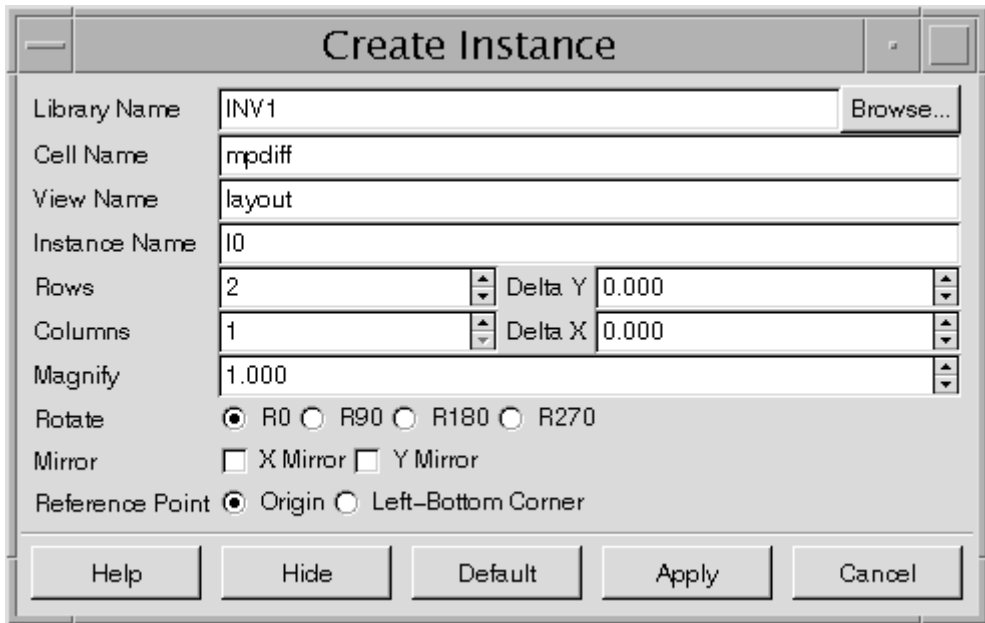 Create Instance
Library Name INV1 Browse...
Cell Name mpdiff
View Name layout
Instance Name I0
Rows 2 Delta Y 0.000
Columns 1 Delta X 0.000
Magnify 1.000
Rotate R0 R90 R180 R270
Mirror X Mirror Y Mirror
Reference Point Origin Left-Bottom Corner
Help Hide Default Apply Cancel